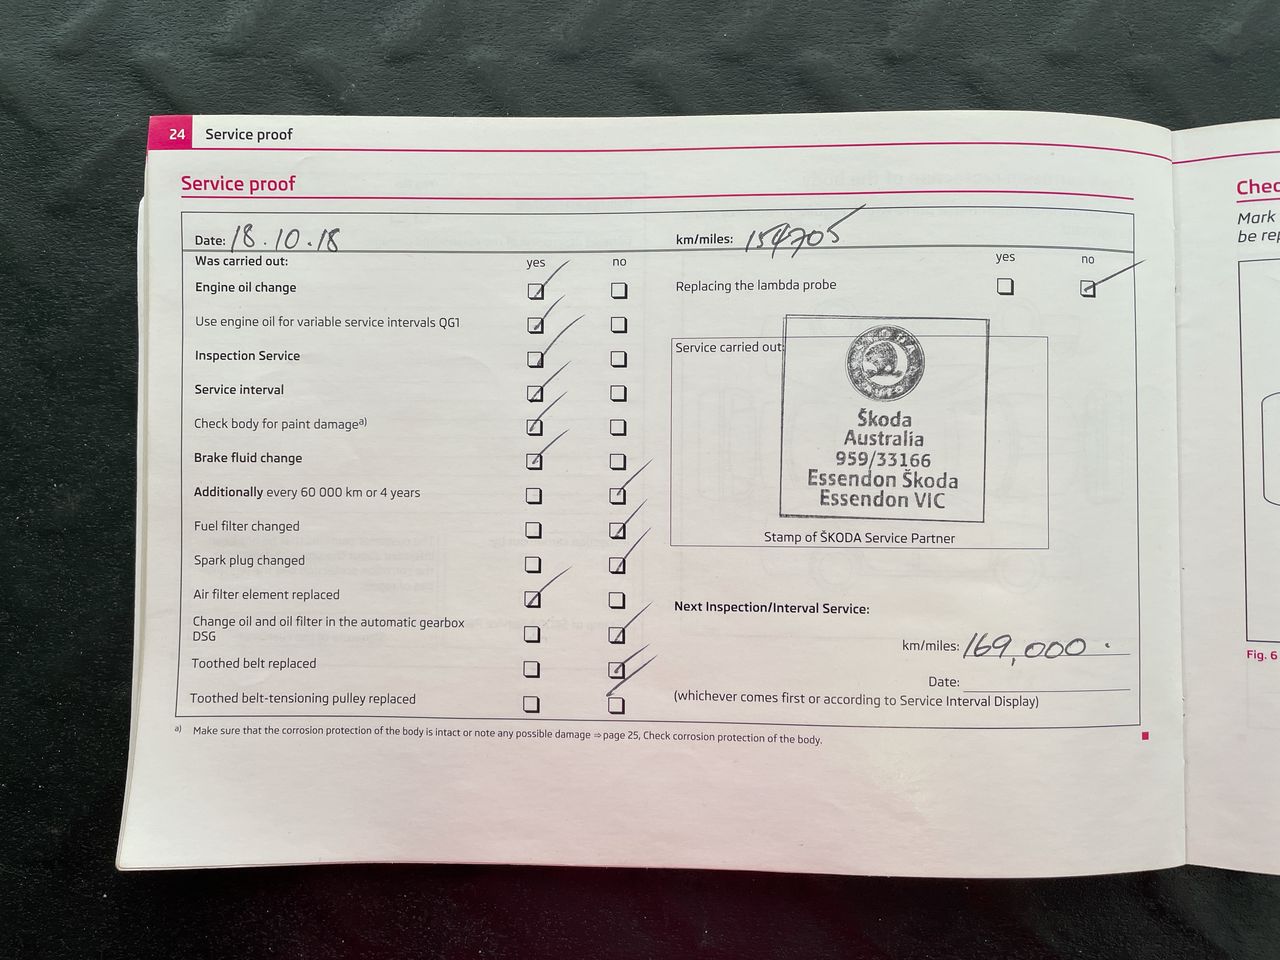 24 Service proof
Service proof
Date: 18.10.18 km/miles: 154705
Was carried out: yes no
Engine oil change
Use engine oil for variable service intervals QG1
Inspection Service
Service interval
Check body for paint damage a)
Brake fluid change
Additionally every 60 000 km or 4 years
Fuel filter changed
Spark plug changed
Air filter element replaced
Change oil and oil filter in the automatic gearbox
DSG
Toothed belt replaced
Toothed belt-tensioning pulley replaced
yes no
Replacing the lambda probe
Service carried out:
Škoda
Australia
959/33166
Essendon Škoda
Essendon VIC
Stamp of ŠKODA Service Partner
Next Inspection/Interval Service:
km/miles: 169,000.
Date:
(whichever comes first or according to Service Interval Display)
a) Make sure that the corrosion protection of the body is intact or note any possible damage ⇒ page 25, Check corrosion protection of the body.
Mark
Fig. 6